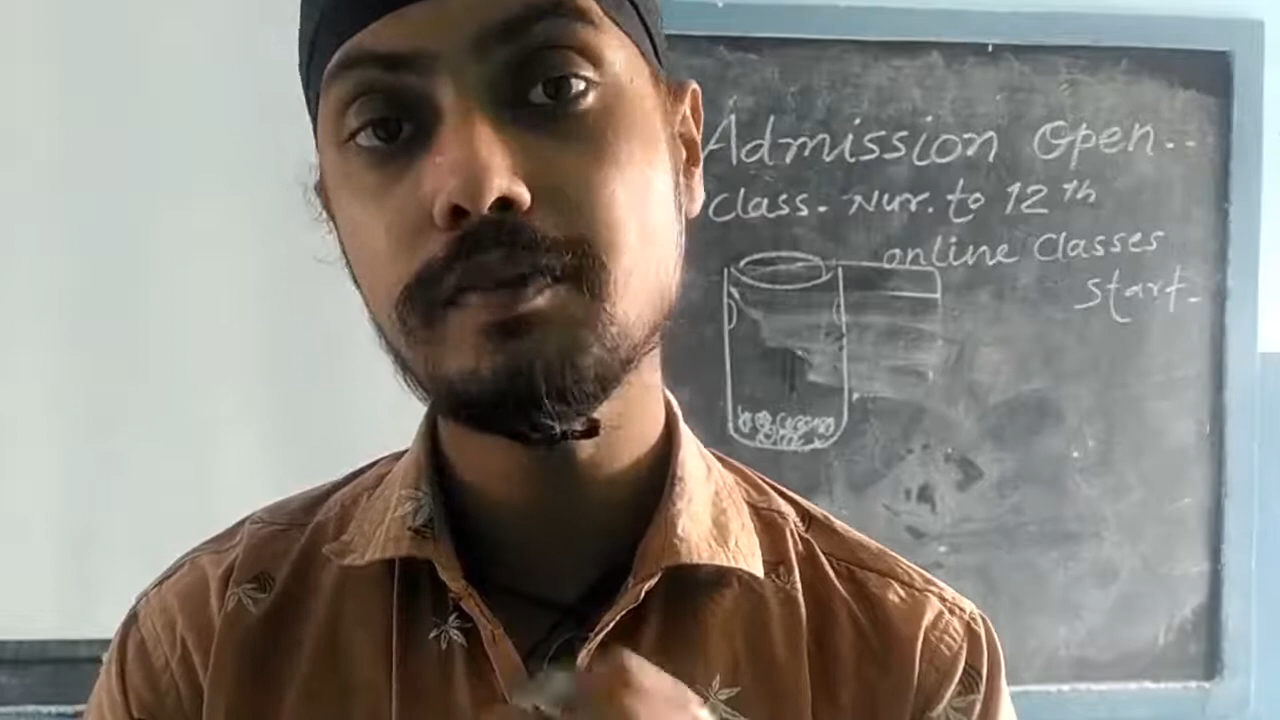 Admission Open..
Class. Nur. to 12th
online Classes
Start.